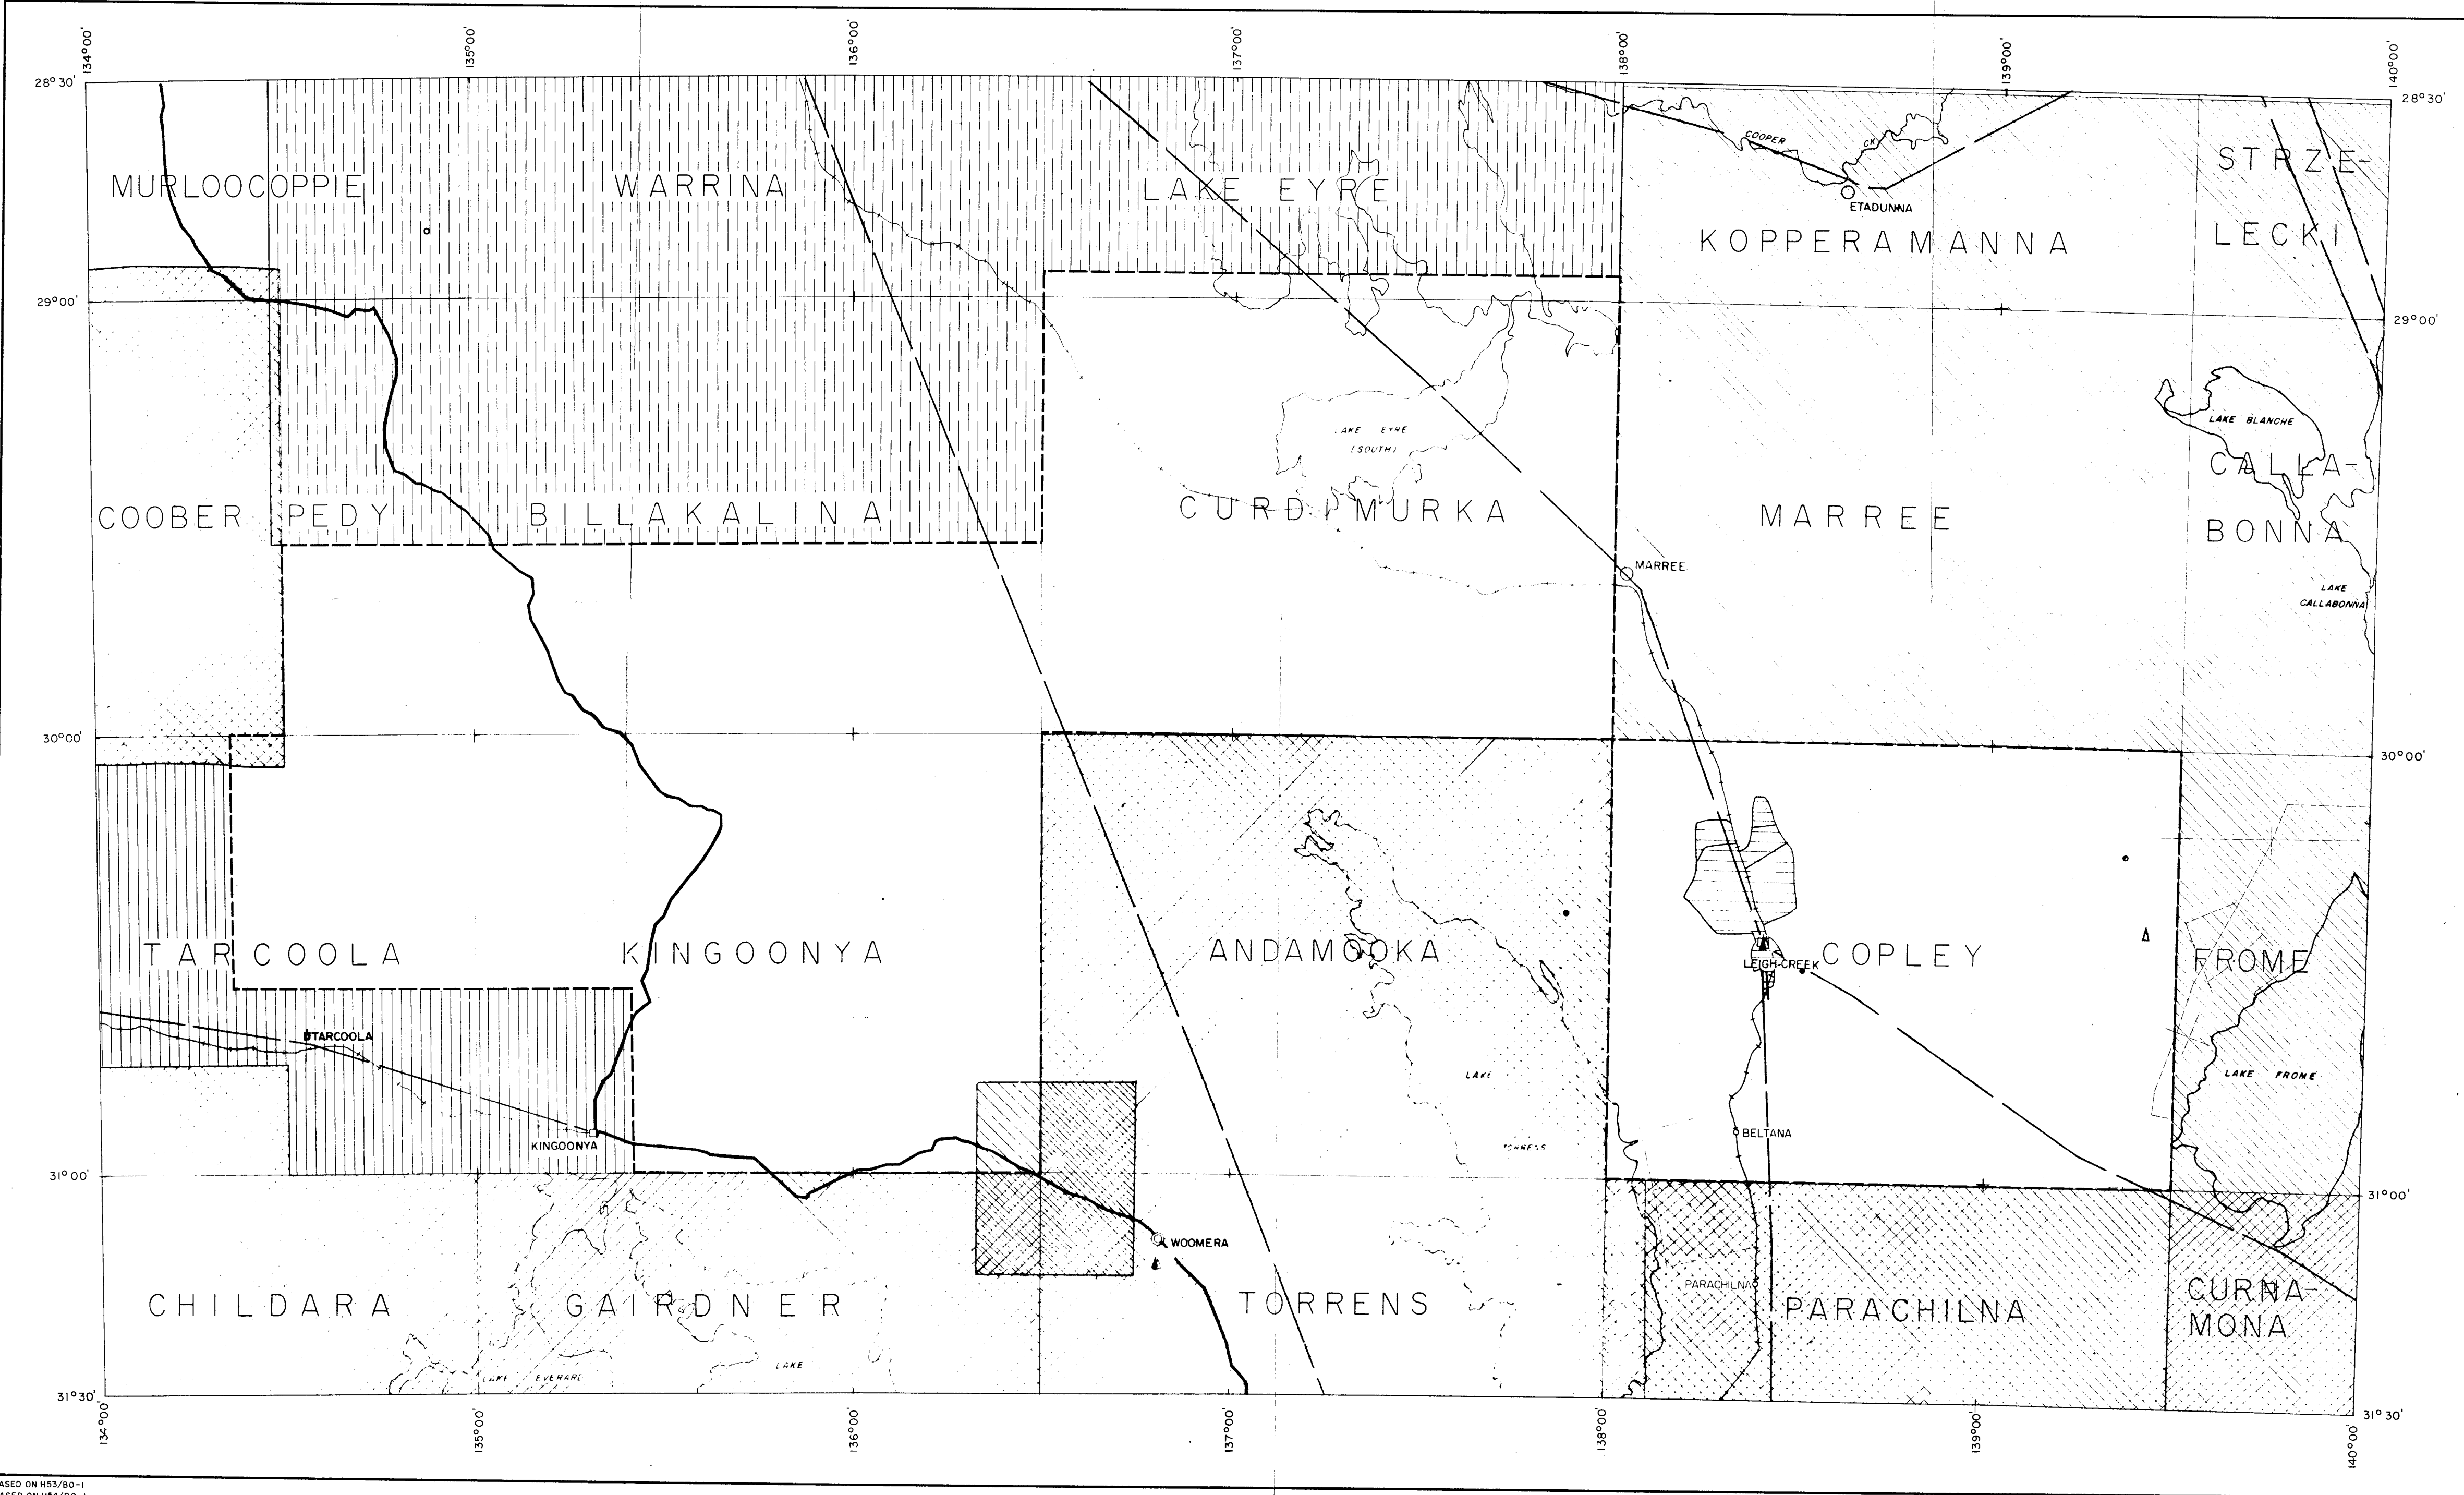 134°00'
135°00'
136°00'
137°00'
138°00'
139°00'
140°00'
28°30'
28°30'
COOPER
CK
STRZE-
MURLOOCOPPIE
WARRINA
LAKE EYRE
ETADUNNA
LECKI
KOPPERAMANNA
29°00'
29°00'
LAKE BLANCHE
LAKE EYRE
(SOUTH)
CALLA-
COOBER PEDY
BILLAKALINA
CURDIMURKA
MARREE
BONNA
MARREE
LAKE
CALLABONNA
30°00'
30°00'
TARCOOLA
KINGOONYA
ANDAMOOKA
COPLEY
LEIGH CREEK
FROME
TARCOOLA
LAKE
LAKE FROME
BELTANA
KINGOONYA
TORRENS
31°00'
31°00'
WOOMERA
PARACHILNA
CURNA-
CHILDARA
GAIRDNER
TORRENS
PARACHILNA
MONA
LAKE
LAKE EVERARD
31°30'
31°30'
134°00'
135°00'
136°00'
137°00'
138°00'
139°00'
140°00'
ASED ON H53/BO-1